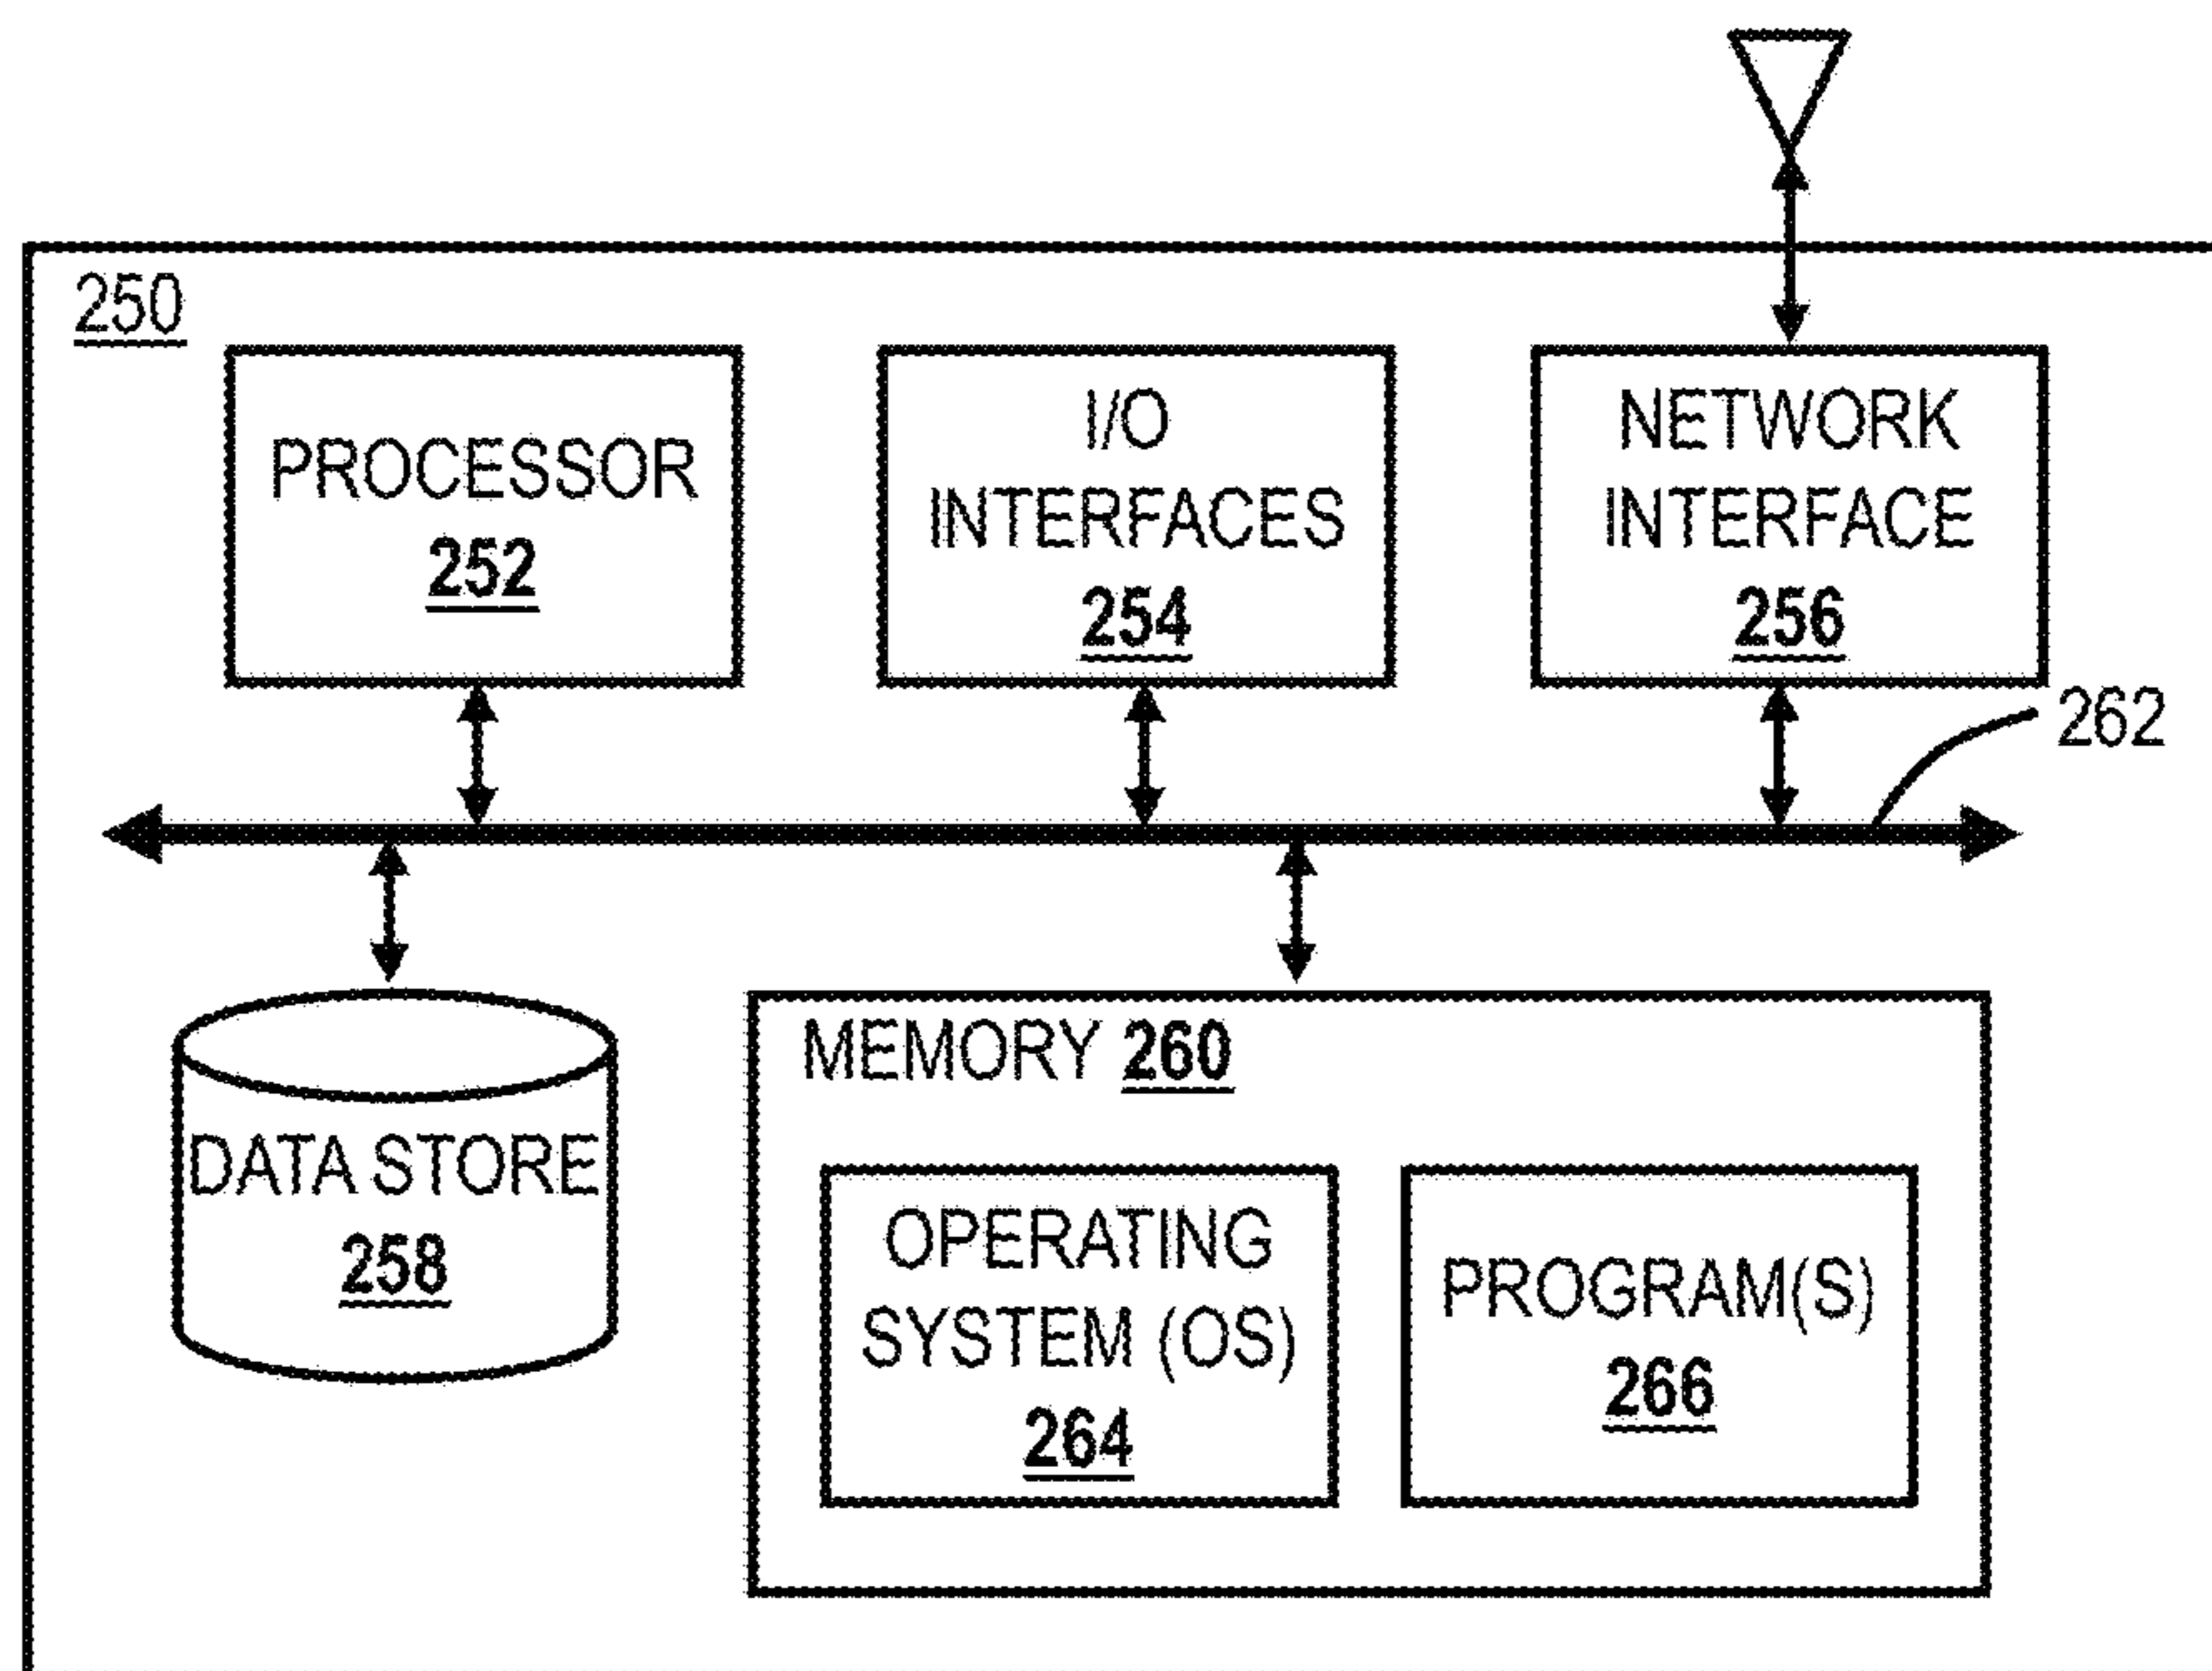 250
PROCESSOR
252
I/O
INTERFACES
254
NETWORK
INTERFACE
256
262
DATA STORE
258
MEMORY 260
OPERATING
SYSTEM (OS)
264
PROGRAM(S)
266